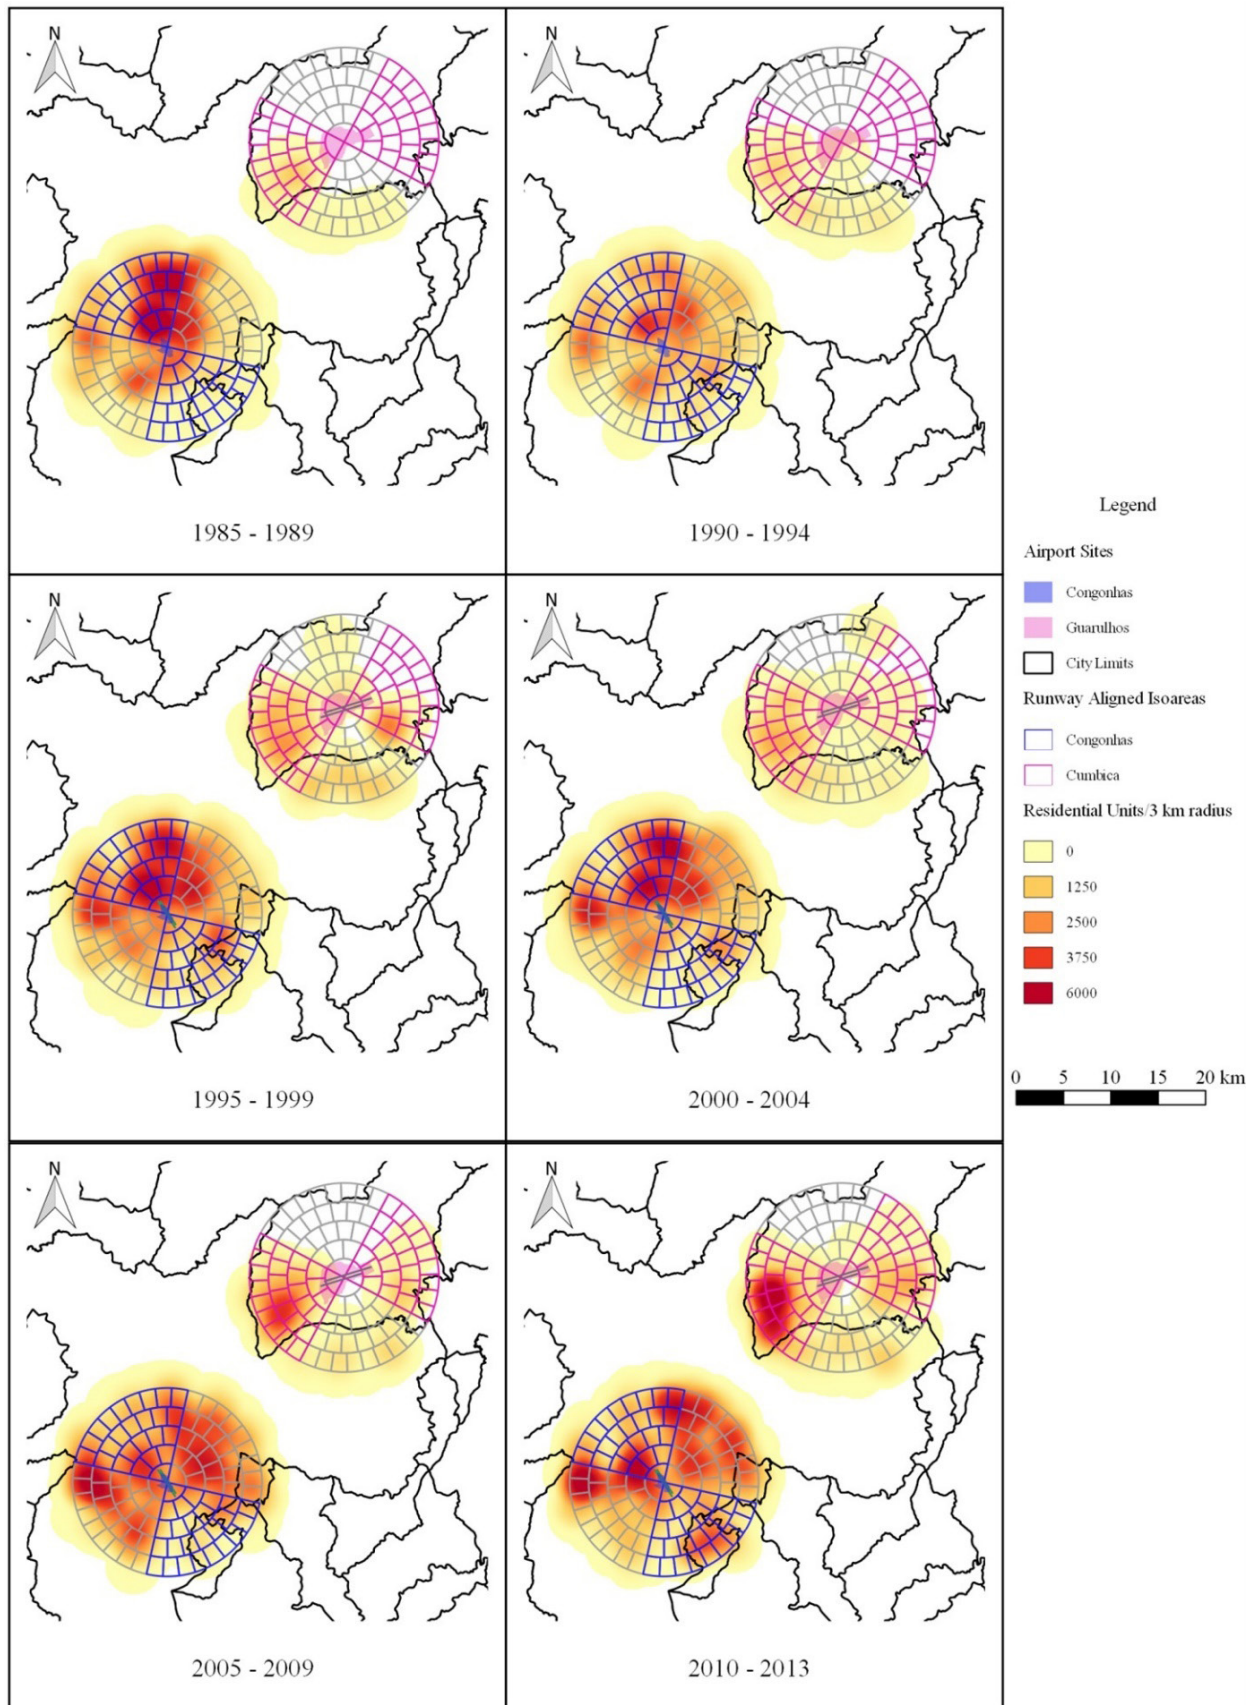 N
N
1985 - 1989
1990 - 1994
Legend
Airport Sites
Congonhas
Guarulhos
City Limits
Runway Aligned Isoareas
Congonhas
Cumbica
Residential Units/3 km radius
0
1250
2500
3750
6000
0 5 10 15 20 km
N
N
1995 - 1999
2000 - 2004
N
N
2005 - 2009
2010 - 2013